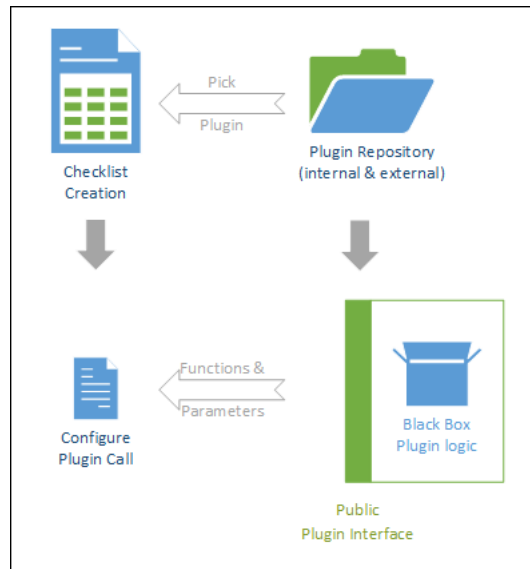 Pick
Plugin
Checklist
Creation
Plugin Repository
(internal & external)
Functions &
Parameters
Configure
Plugin Call
Black Box
Plugin logic
Public
Plugin Interface